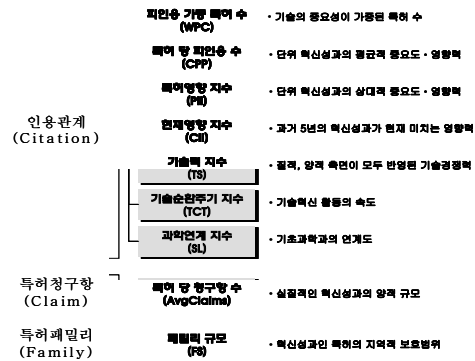 피인용 가중 특허 수
(WPC)
· 기술의 중요성이 가중된 특허 수
특허 당 피인용 수
(CPP)
· 단위 혁신성과의 평균적 중요도 · 영향력
특허영향 지수
(PII)
· 단위 혁신성과의 상대적 중요도 · 영향력
인용관계
(Citation)
현재영향 지수
(CII)
· 과거 5년의 혁신성과가 현재 미치는 영향력
기술력 지수
(TS)
· 질적, 양적 측면이 모두 반영된 기술경쟁력
기술순환주기 지수
(TCT)
· 기술혁신 활동의 속도
과학연계 지수
(SL)
· 기초과학과의 연계도
특허청구항
(Claim)
특허 당 청구항 수
(AvgClaims)
· 실질적인 혁신성과의 양적 규모
특허패밀리
(Family)
패밀리 규모
(FS)
· 혁신성과인 특허의 지역적 보호범위